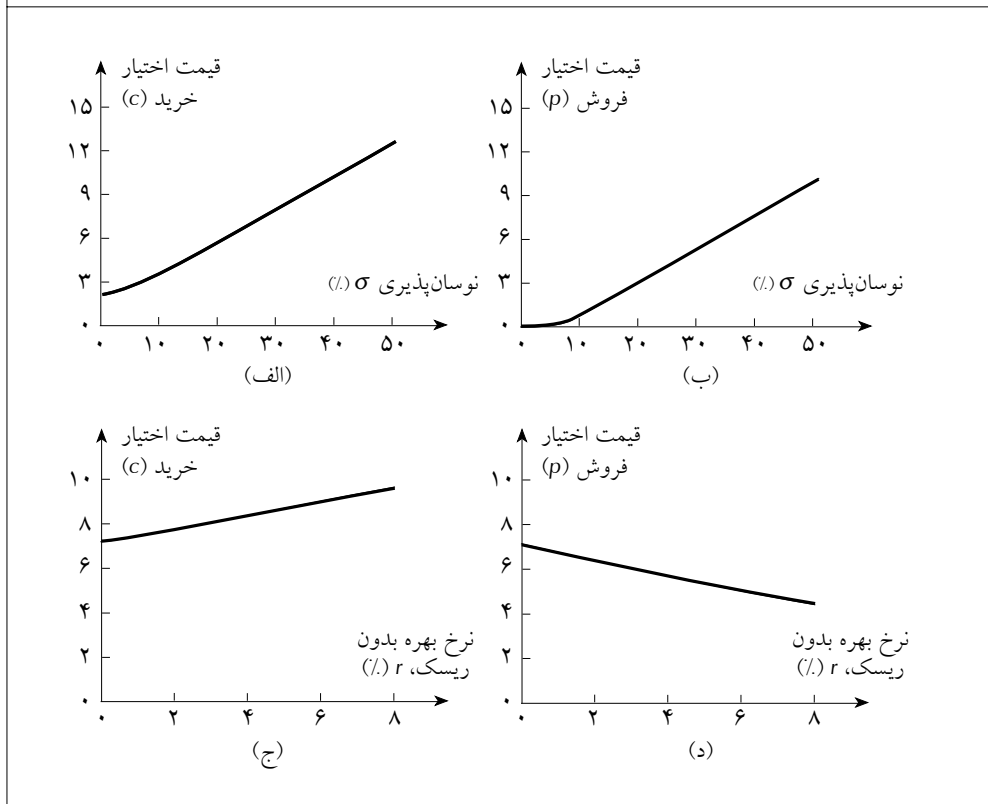 قیمت اختیار
خرید (c)
۱۵
۱۲
۹
۶
۳
۰
نوسان‌پذیری σ (٪)
۰ ۱۰ ۲۰ ۳۰ ۴۰ ۵۰
(الف)
قیمت اختیار
فروش (p)
۱۵
۱۲
۹
۶
۳
۰
نوسان‌پذیری σ (٪)
۰ ۱۰ ۲۰ ۳۰ ۴۰ ۵۰
(ب)
قیمت اختیار
خرید (c)
۱۰
۸
۶
۴
۲
۰
نرخ بهره بدون
ریسک، r (٪)
۰ ۲ ۴ ۶ ۸
(ج)
قیمت اختیار
فروش (p)
۱۰
۸
۶
۴
۲
۰
نرخ بهره بدون
ریسک، r (٪)
۰ ۲ ۴ ۶ ۸
(د)